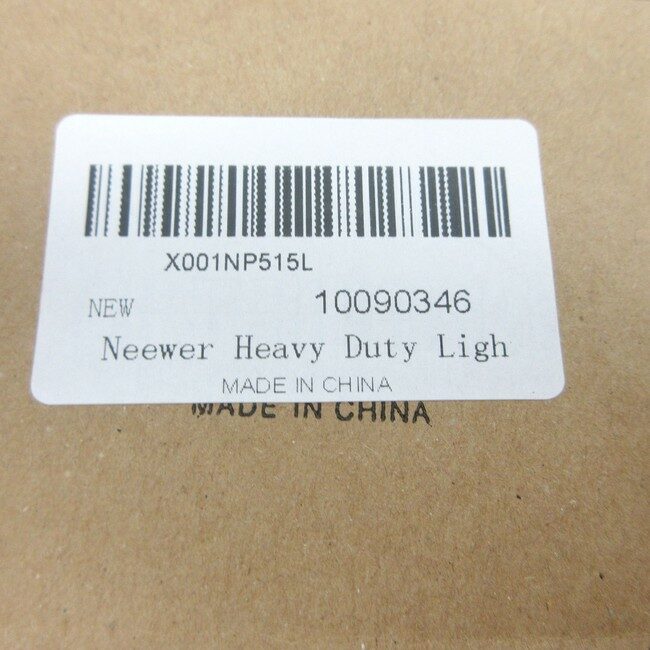 X001NP515L
NEW
10090346
Neewer Heavy Duty Ligh
MADE IN CHINA
MADE IN CHINA